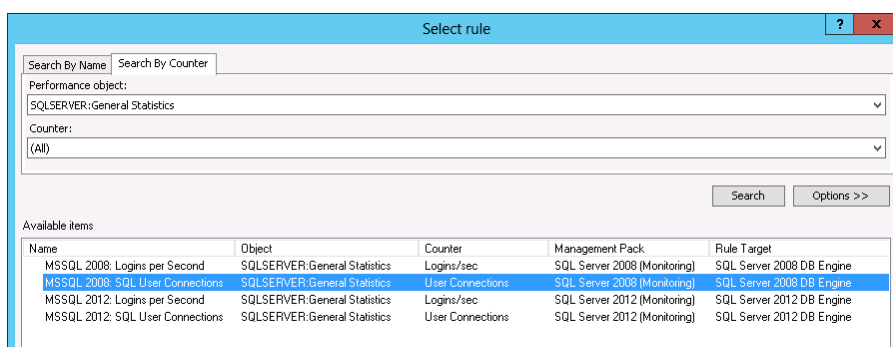 Select rule
? x
Search By Name Search By Counter
Performance object:
SQLSERVER:General Statistics
Counter:
(All)
Search Options >>
Available items
Name Object Counter Management Pack Rule Target
MSSQL 2008: Logins per Second SQLSERVER:General Statistics Logins/sec SQL Server 2008 (Monitoring) SQL Server 2008 DB Engine
MSSQL 2008: SQL User Connections SQLSERVER:General Statistics User Connections SQL Server 2008 (Monitoring) SQL Server 2008 DB Engine
MSSQL 2012: Logins per Second SQLSERVER:General Statistics Logins/sec SQL Server 2012 (Monitoring) SQL Server 2012 DB Engine
MSSQL 2012: SQL User Connections SQLSERVER:General Statistics User Connections SQL Server 2012 (Monitoring) SQL Server 2012 DB Engine